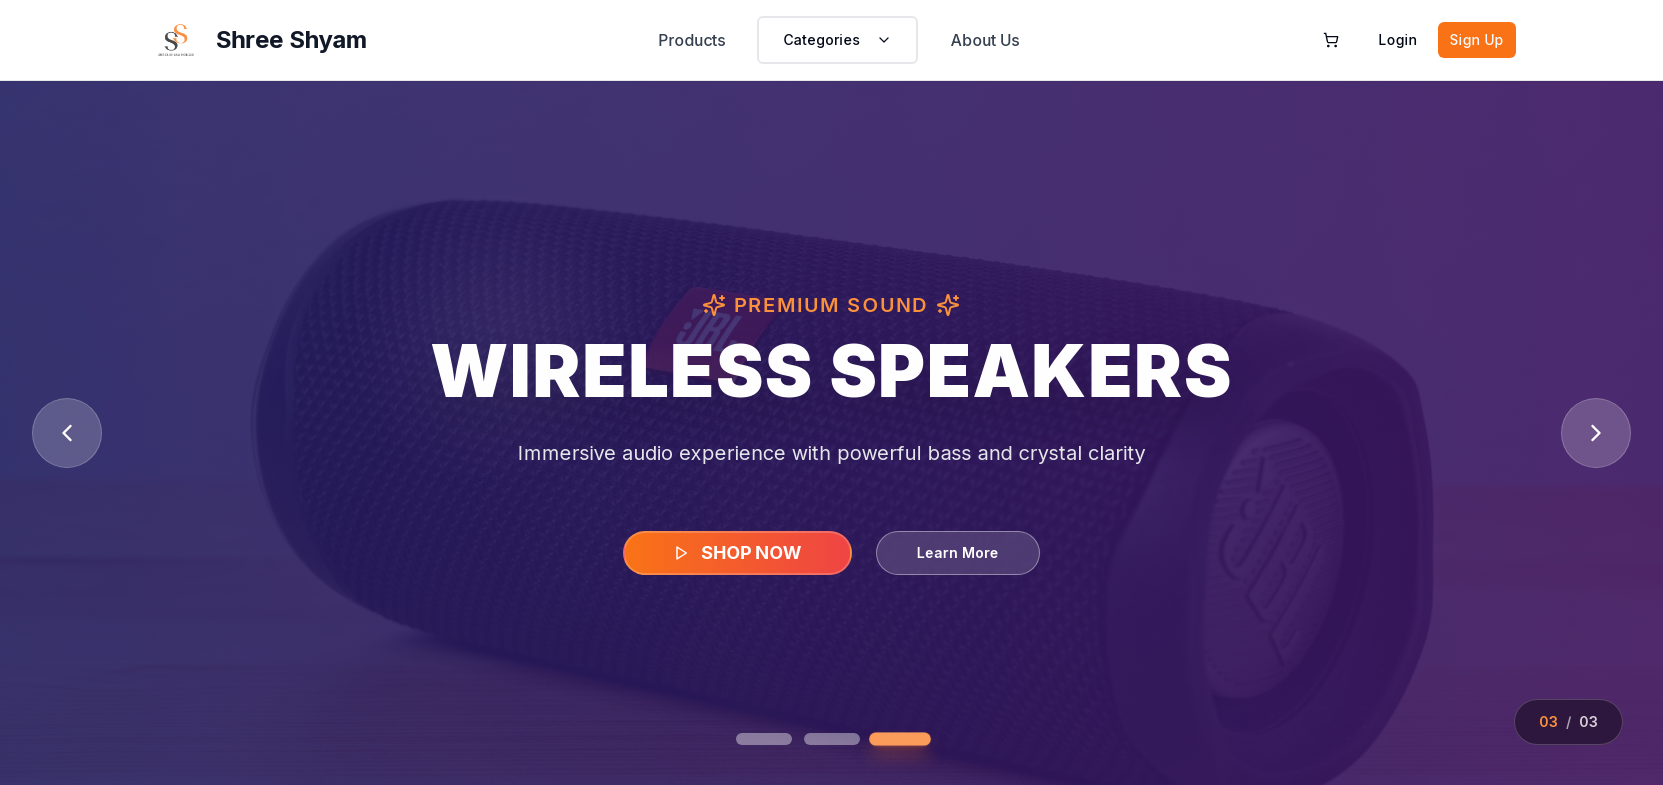 Shree Shyam
Products
Categories
About Us
Login
Sign Up
PREMIUM SOUND
JBL
WIRELESS SPEAKERS
Immersive audio experience with powerful bass and crystal clarity
SHOP NOW
Learn More
03 / 03